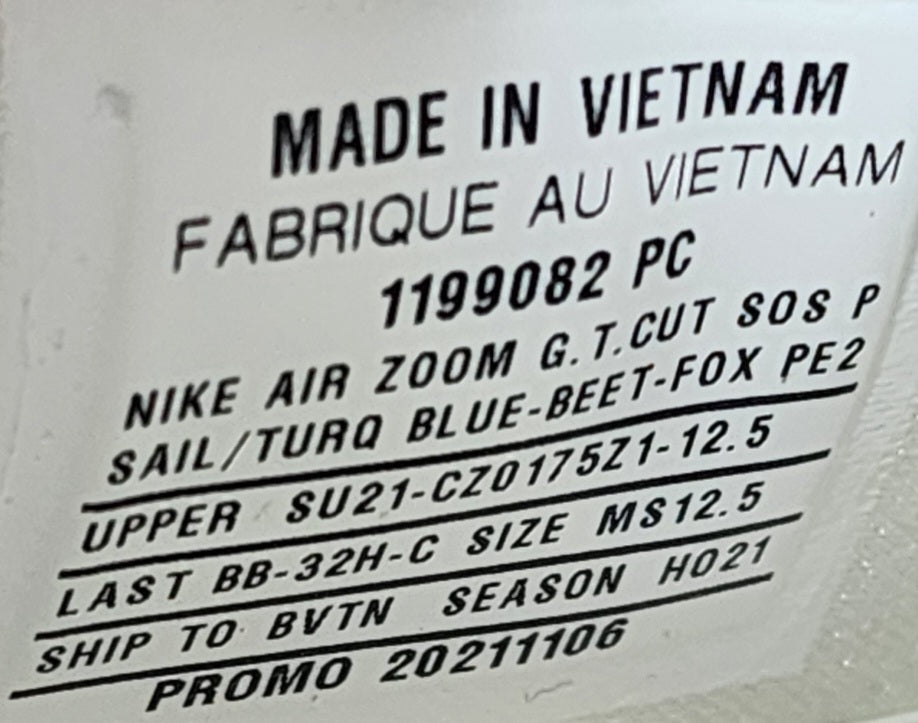 MADE IN VIETNAM
FABRIQUE AU VIETNAM
1199082 PC
NIKE AIR ZOOM G.T.CUT SOS P
SAIL/TURQ BLUE-BEET-FOX PE2
UPPER SU21-CZ0175Z1-12.5
LAST BB-32H-C SIZE MS12.5
SHIP TO BVTN SEASON HO21
PROMO 20211106